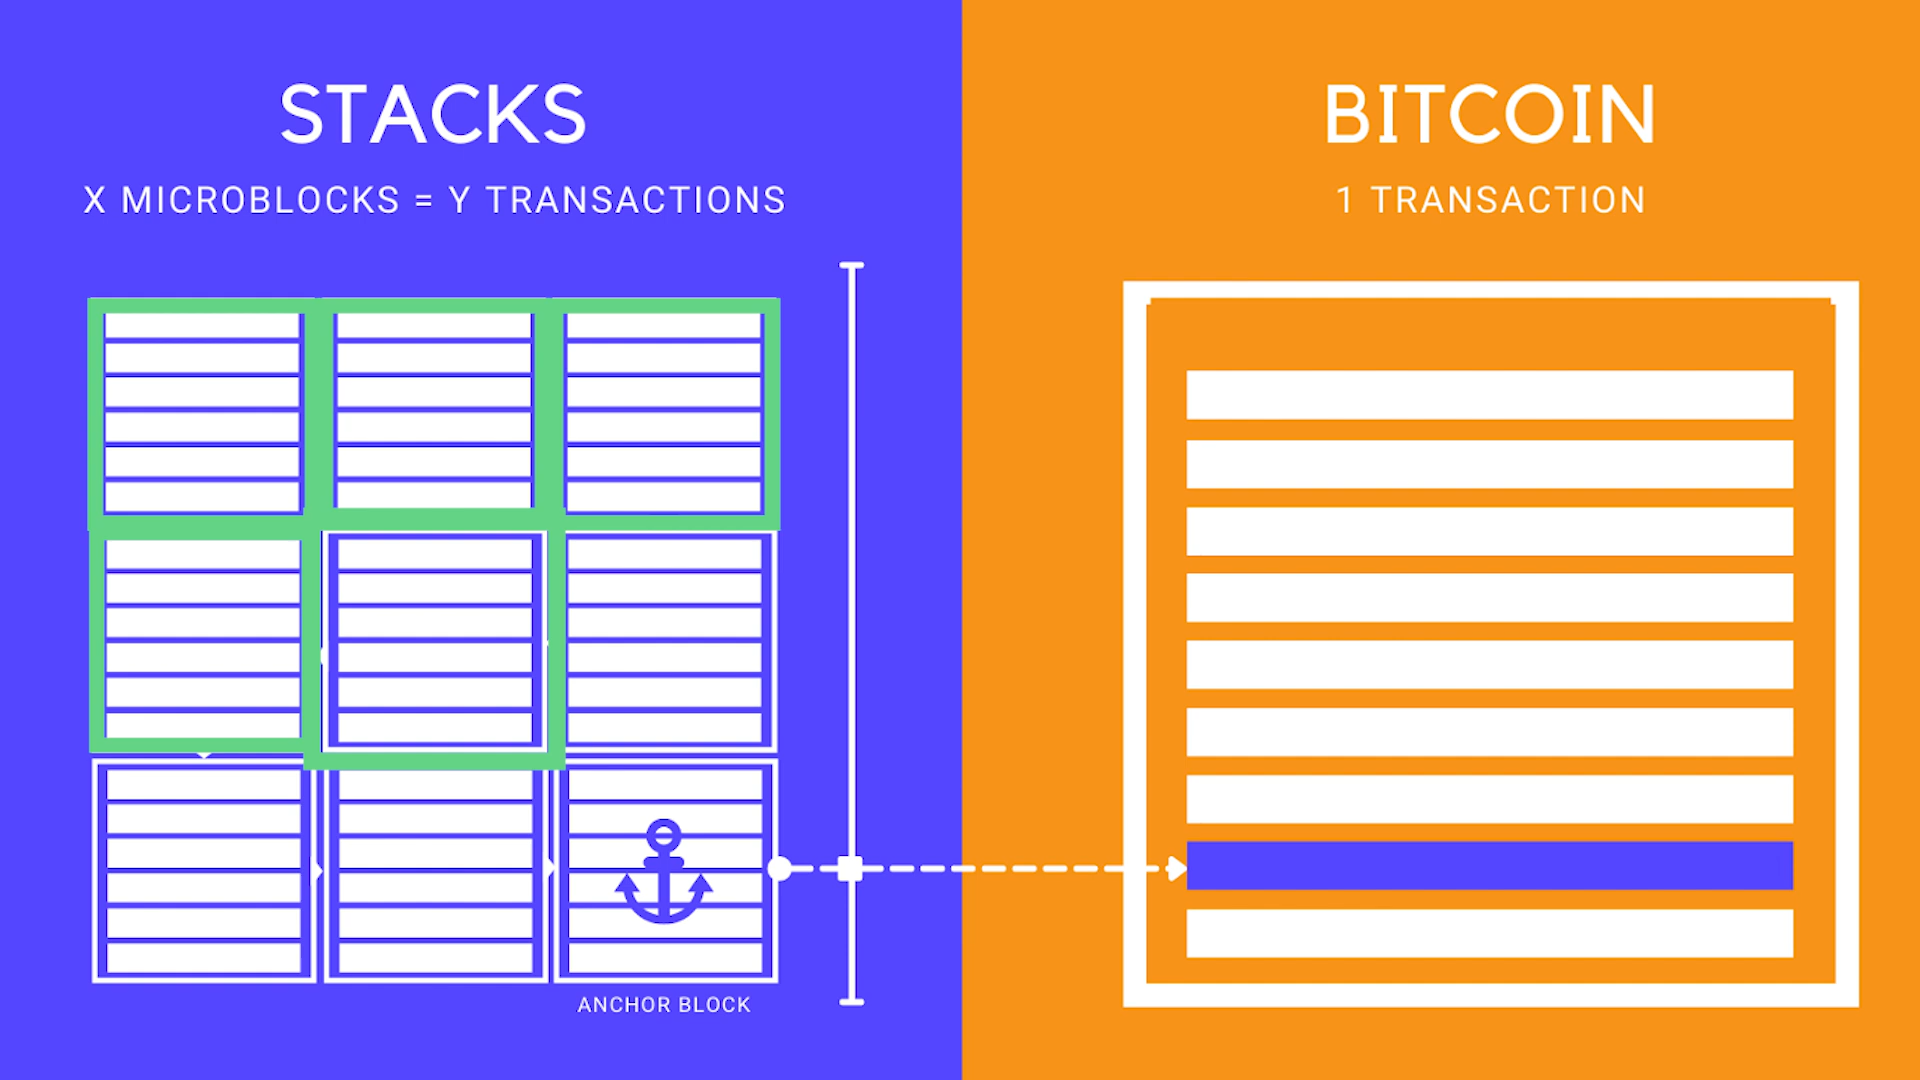 STACKS
X MICROBLOCKS = Y TRANSACTIONS
ANCHOR BLOCK
BITCOIN
1 TRANSACTION